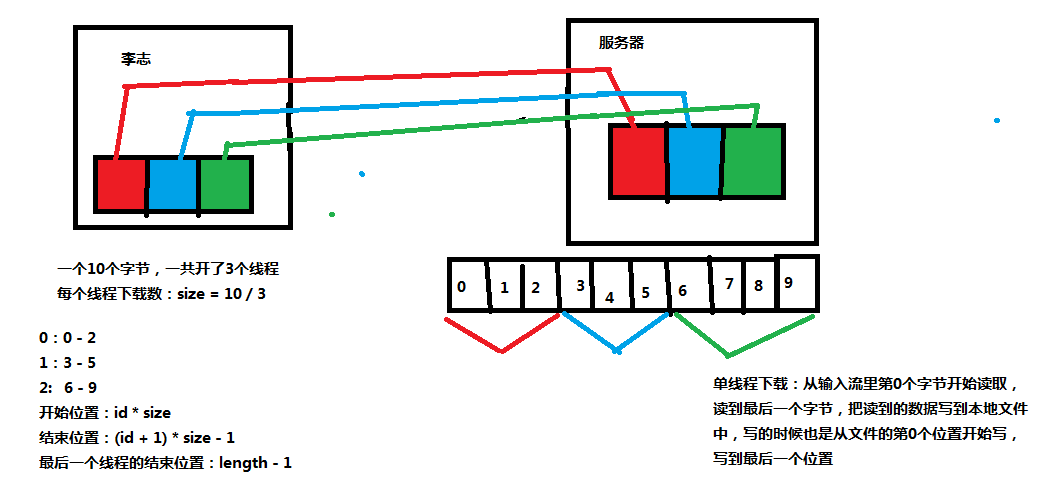 李志
服务器
一个10个字节，一共开了3个线程
每个线程下载数：size = 10 / 3
0 1 2 3 4 5 6 7 8 9
0：0 - 2
1：3 - 5
2:  6 - 9
开始位置：id * size
结束位置：(id + 1) * size - 1
最后一个线程的结束位置：length - 1
单线程下载：从输入流里第0个字节开始读取，
读到最后一个字节，把读到的数据写到本地文件
中，写的时候也是从文件的第0个位置开始写，
写到最后一个位置